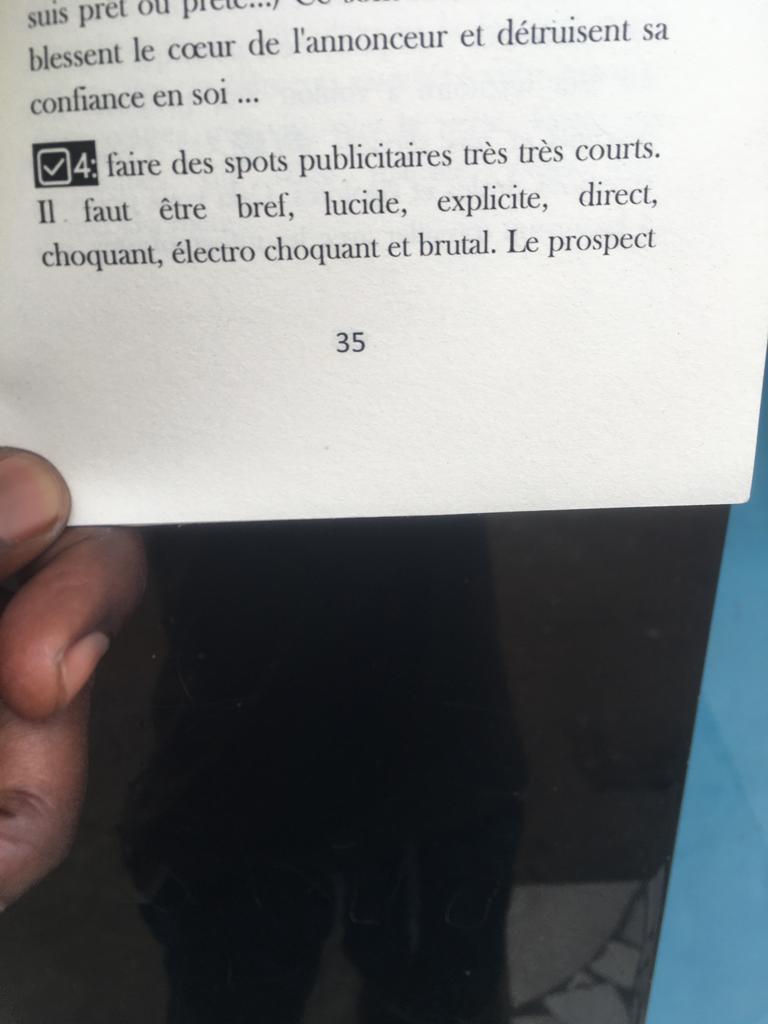 suis prêt ou prête...) Ce
blessent le cœur de l'annonceur et détruisent sa
confiance en soi ...
☑4: faire des spots publicitaires très très courts.
Il faut être bref, lucide, explicite, direct,
choquant, électro choquant et brutal. Le prospect
35